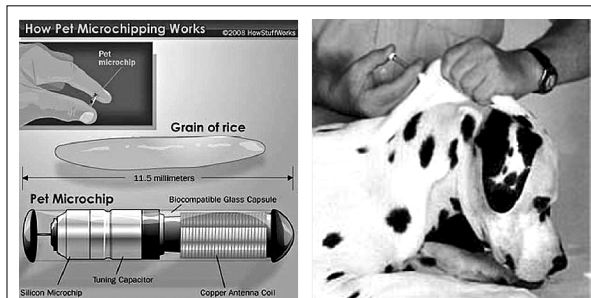 How Pet Microchipping Works
©2008 HowStuffWorks
Pet
microchip
Grain of rice
11.5 millimeters
Pet Microchip
Biocompatible Glass Capsule
Tuning Capacitor
Silicon Microchip
Copper Antenna Coil